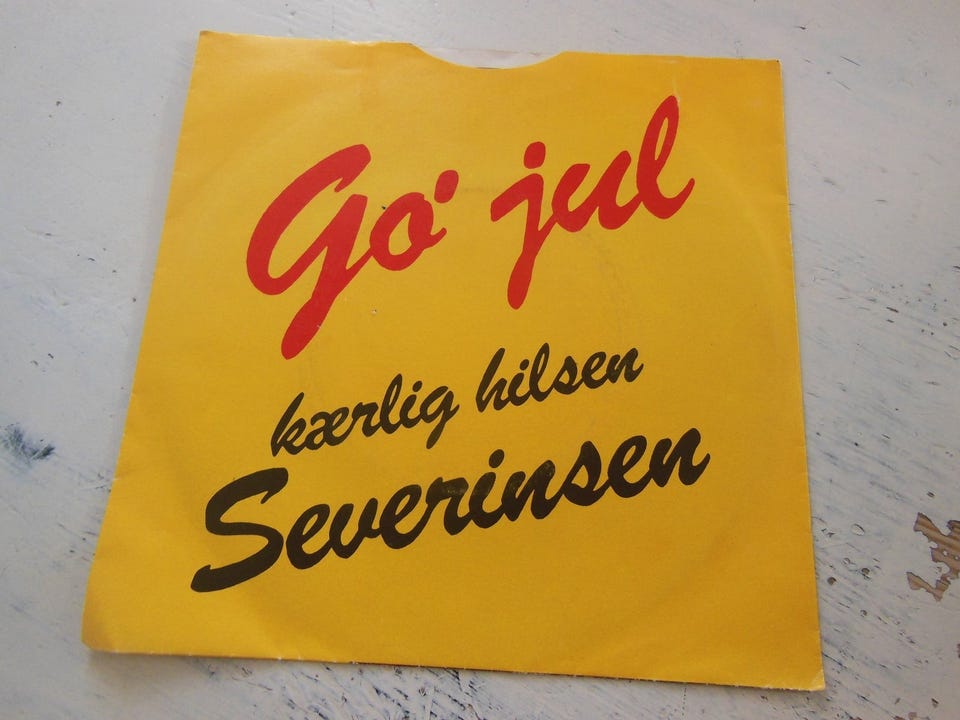 Go' jul
kærlig hilsen
Severinsen